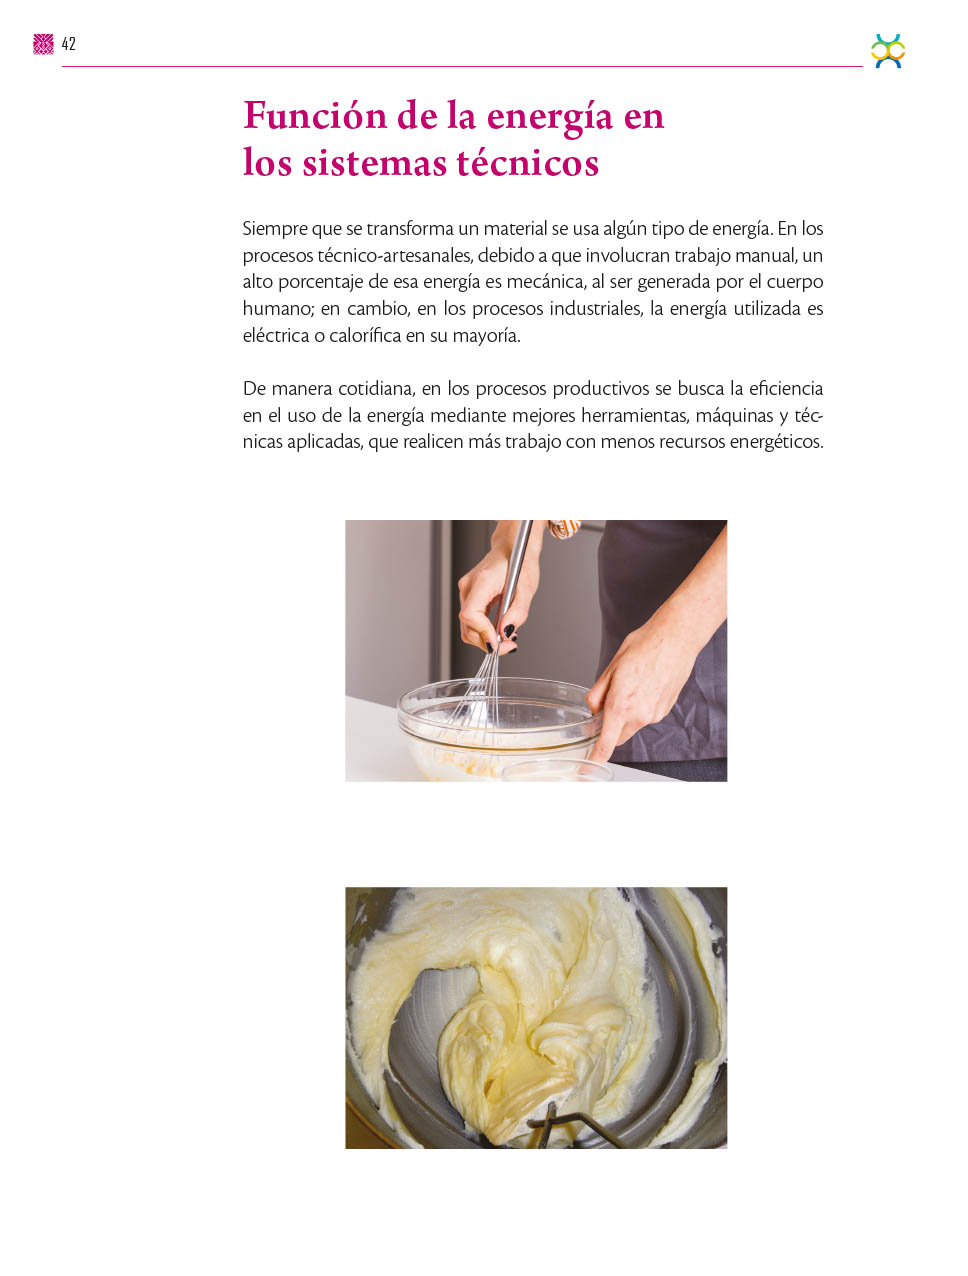 42
Función de la energía en
los sistemas técnicos
Siempre que se transforma un material se usa algún tipo de energía. En los
procesos técnico-artesanales, debido a que involucran trabajo manual, un
alto porcentaje de esa energía es mecánica, al ser generada por el cuerpo
humano; en cambio, en los procesos industriales, la energía utilizada es
eléctrica o calorífica en su mayoría.
De manera cotidiana, en los procesos productivos se busca la eficiencia
en el uso de la energía mediante mejores herramientas, máquinas y téc-
nicas aplicadas, que realicen más trabajo con menos recursos energéticos.